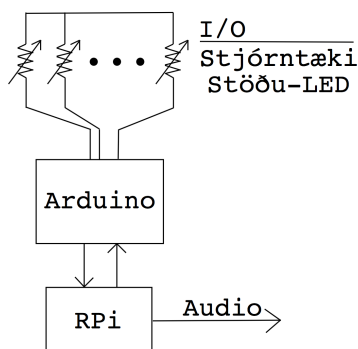 I/O
Stjórntæki
Stöðu-LED
Arduino
RPi
Audio